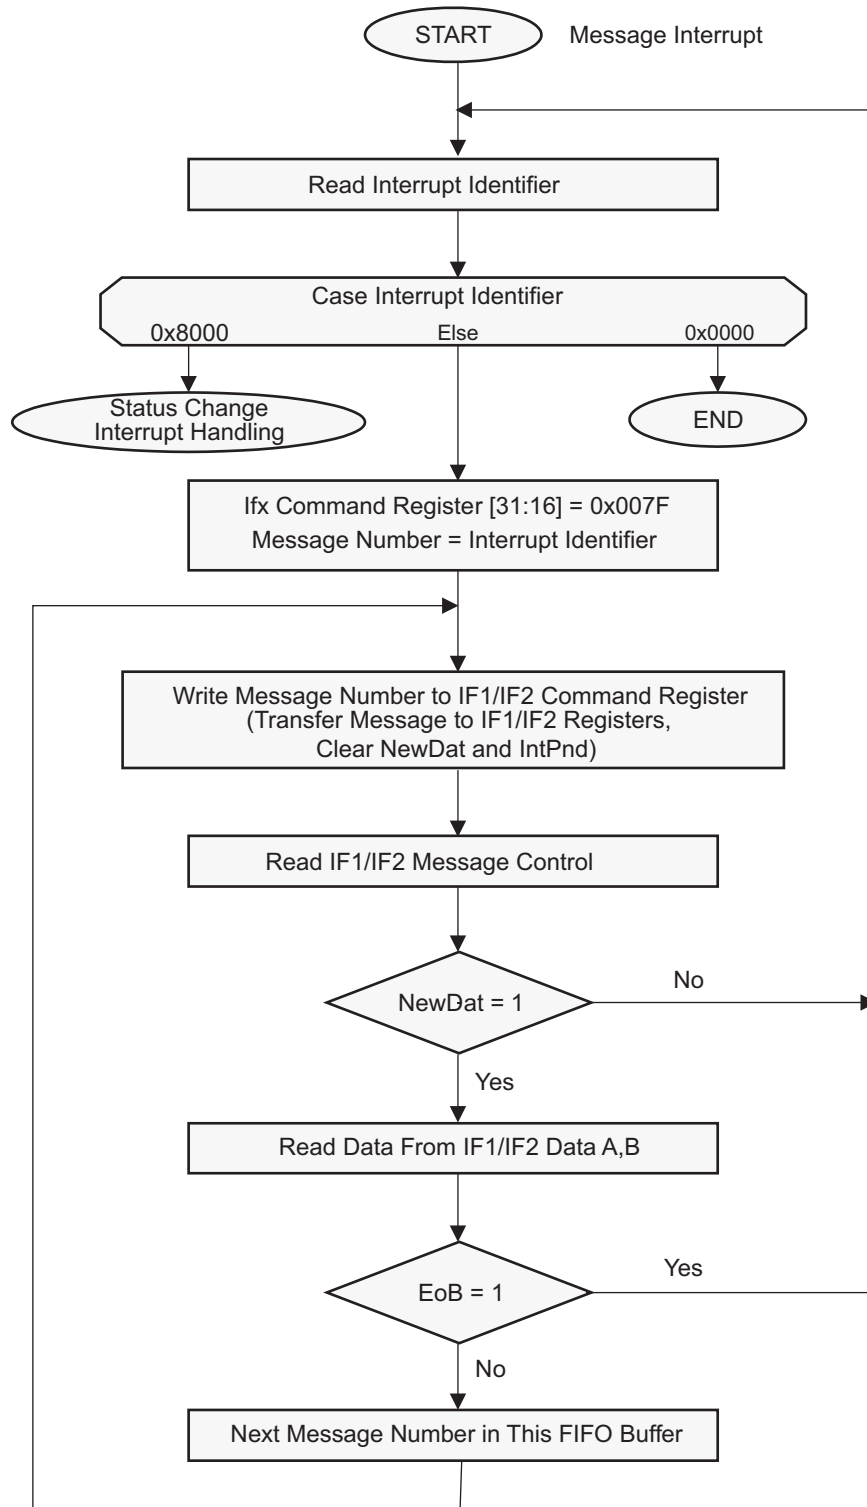 START
Message Interrupt
Read Interrupt Identifier
Case Interrupt Identifier
0x8000
Else
0x0000
Status Change
Interrupt Handling
END
Ifx Command Register [31:16] = 0x007F
Message Number = Interrupt Identifier
Write Message Number to IF1/IF2 Command Register
(Transfer Message to IF1/IF2 Registers,
Clear NewDat and IntPnd)
Read IF1/IF2 Message Control
NewDat = 1
No
Yes
Read Data From IF1/IF2 Data A,B
EoB = 1
Yes
No
Next Message Number in This FIFO Buffer